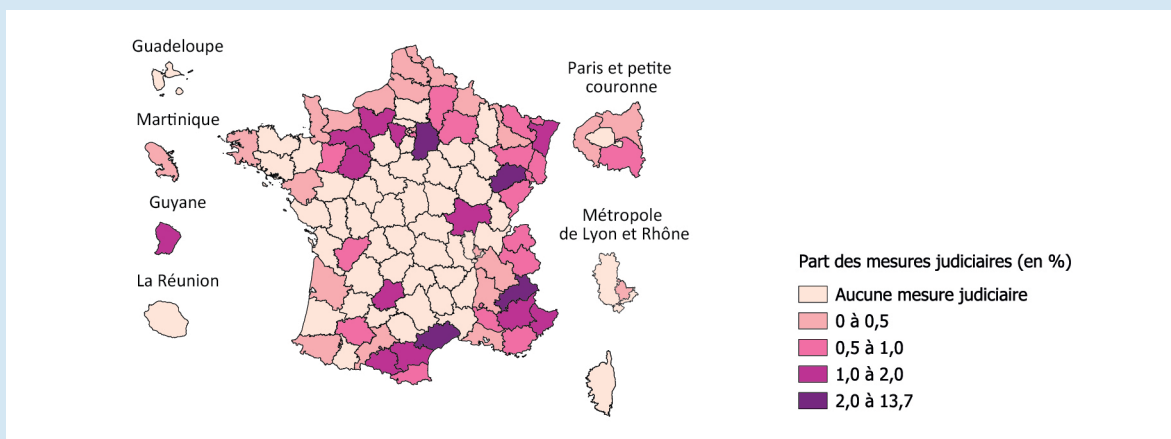 Guadeloupe
Martinique
Guyane
La Réunion
Paris et petite
couronne
Métropole
de Lyon et Rhône
Part des mesures judiciaires (en %)
Aucune mesure judiciaire
0 à 0,5
0,5 à 1,0
1,0 à 2,0
2,0 à 13,7